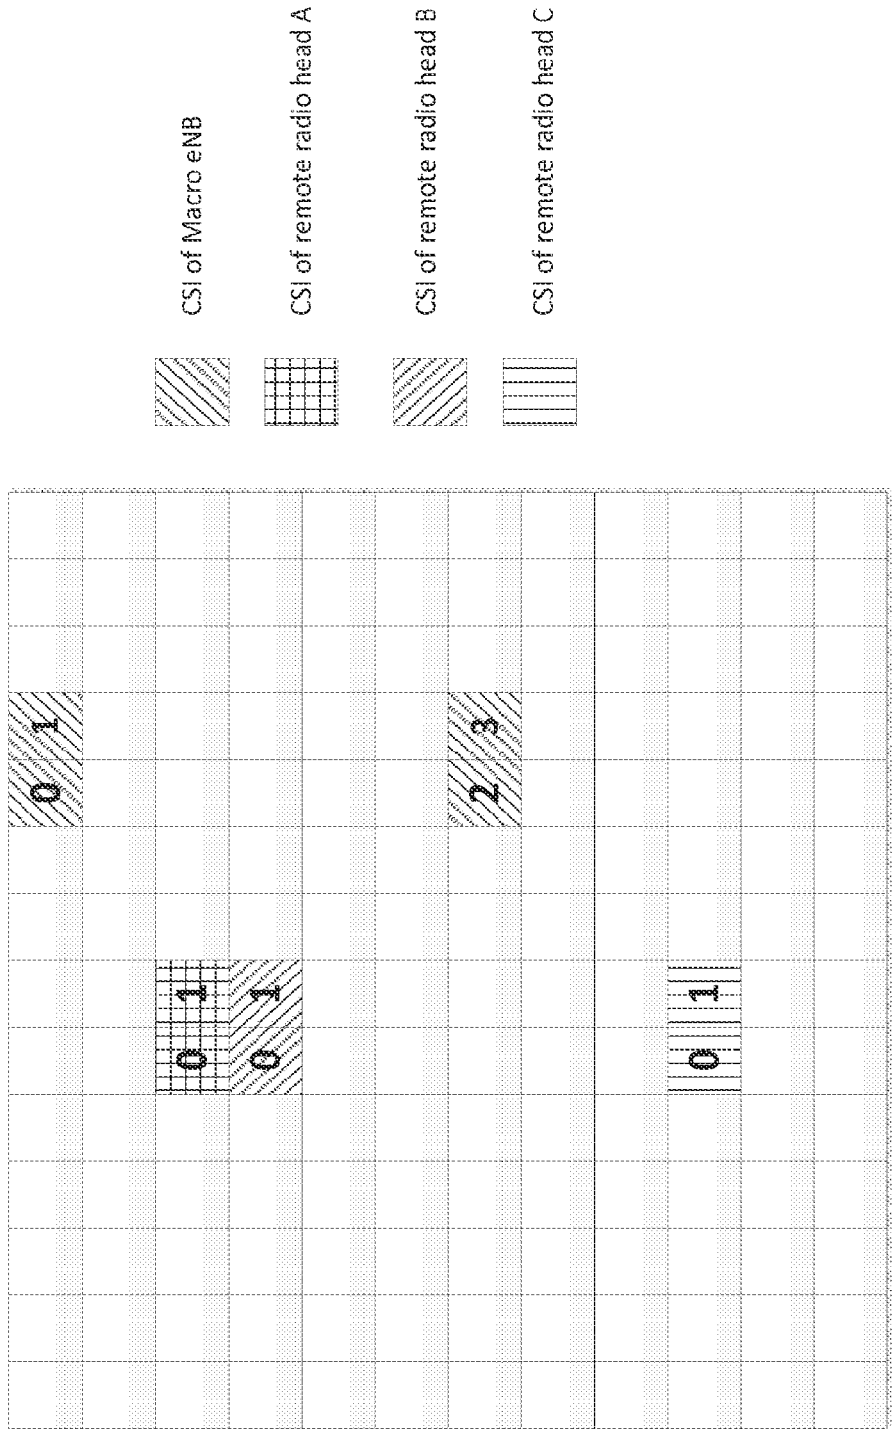 CSI of Macro eNB
CSI of remote radio head A
CSI of remote radio head B
CSI of remote radio head C
0 1
2 3
0 1
0 1
0 1